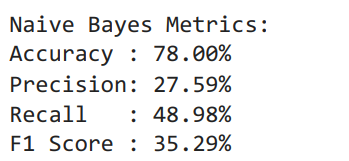 Naive Bayes Metrics:
Accuracy : 78.00%
Precision: 27.59%
Recall   : 48.98%
F1 Score : 35.29%